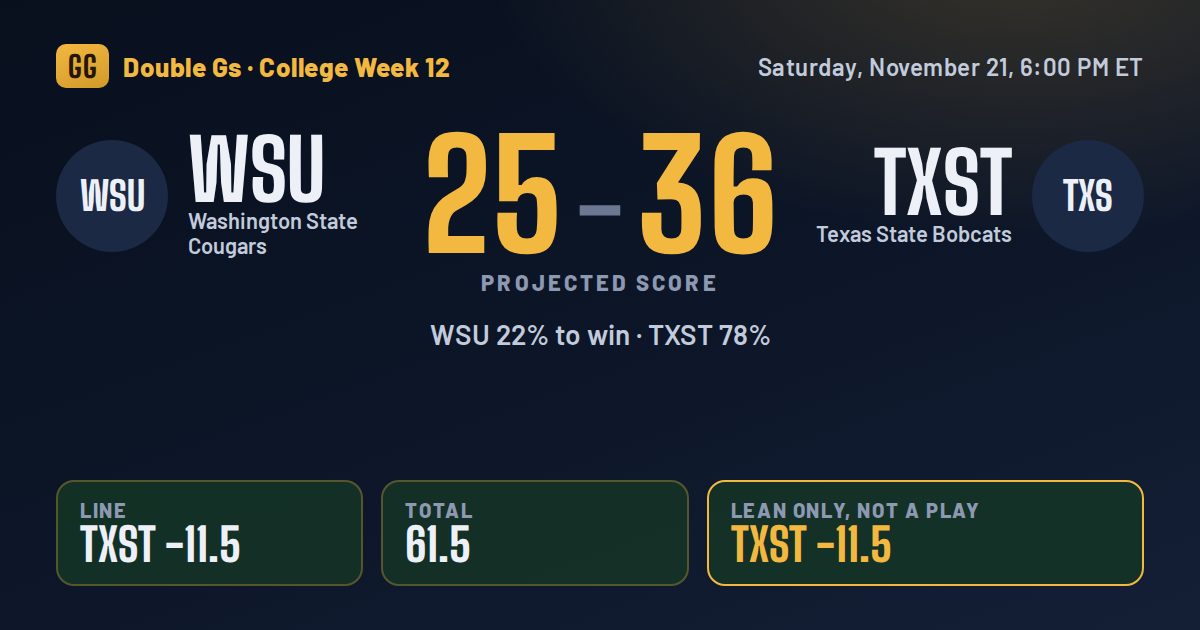 GG
Double Gs · College Week 12
Saturday, November 21, 6:00 PM ET
WSU
WSU
Washington State
Cougars
25 – 36
PROJECTED SCORE
WSU 22% to win · TXST 78%
TXST
Texas State Bobcats
TXS
LINE
TXST −11.5
TOTAL
61.5
LEAN ONLY, NOT A PLAY
TXST −11.5